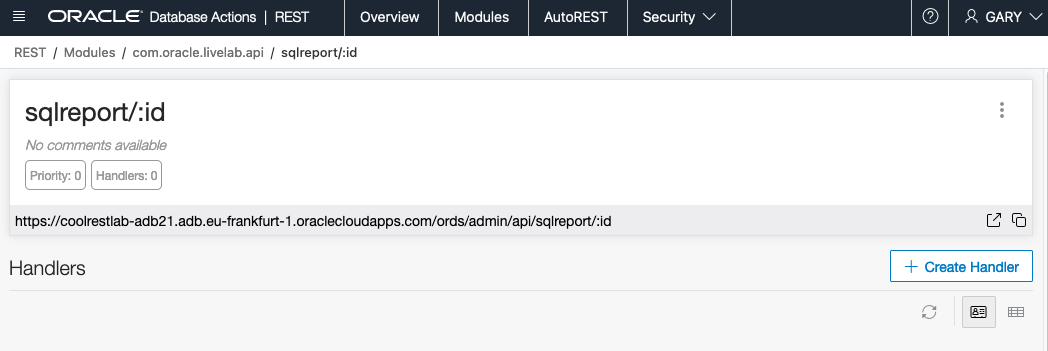 ORACLE Database Actions | REST Overview Modules AutoREST Security GARY
REST / Modules / com.oracle.livelab.api / sqlreport/:id
sqlreport/:id
No comments available
Priority: 0 Handlers: 0
https://coolrestlab-adb21.adb.eu-frankfurt-1.oraclecloudapps.com/ords/admin/api/sqlreport/:id
Handlers + Create Handler